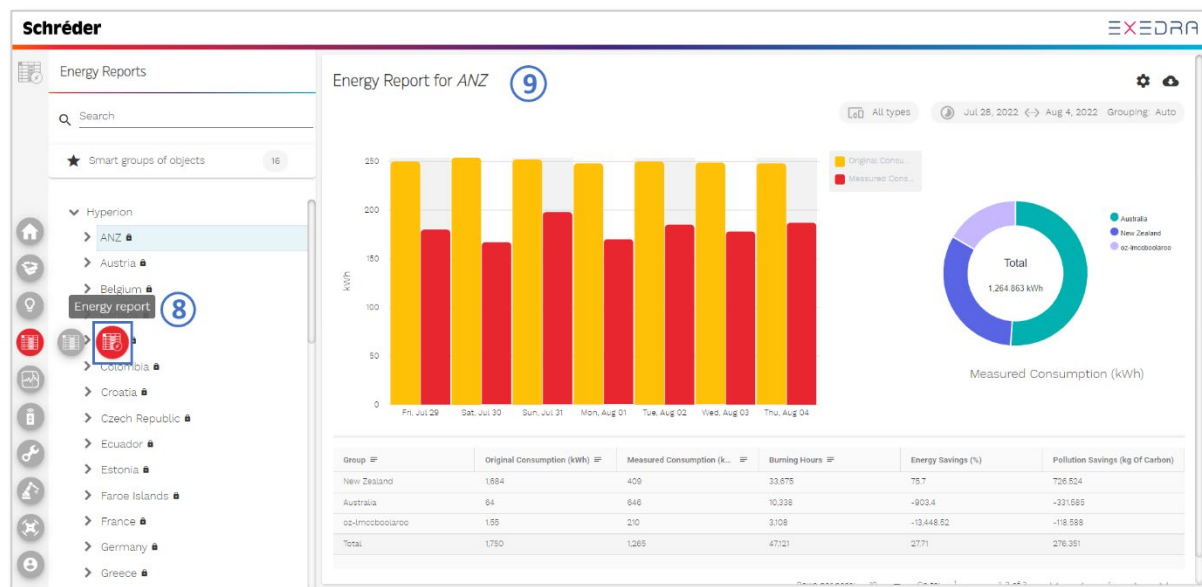 Schréder
EXEDRA
Energy Reports
Search
Smart groups of objects 16
Hyperion
ANZ
Austria
Belgium
Energy report 8
Colombia
Croatia
Czech Republic
Ecuador
Estonia
Faroe Islands
France
Germany
Greece
Energy Report for ANZ 9
All types Jul 28, 2022 <-> Aug 4, 2022 Grouping: Auto
Original Consu...
Measured Cons...
250
200
150
100
50
0
kWh
Fri, Jul 29 Sat, Jul 30 Sun, Jul 31 Mon, Aug 01 Tue, Aug 02 Wed, Aug 03 Thu, Aug 04
Total
1,264.863 kWh
Australia
New Zealand
oz-lmccboolaroo
Measured Consumption (kWh)
Group Original Consumption (kWh) Measured Consumption (k... Burning Hours Energy Savings (%) Pollution Savings (kg Of Carbon)
New Zealand 1,684 409 33,675 75.7 726.524
Australia 64 646 10,338 -903.4 -331.585
oz-lmccboolaroo 1.55 210 3,108 -13,448.52 -118.588
Total 1,750 1,265 47,121 27.71 276.351